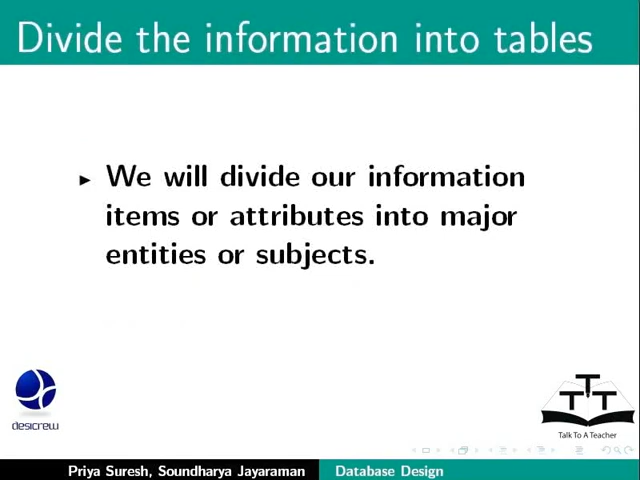 Divide the information into tables
We will divide our information
items or attributes into major
entities or subjects.
desicrew
TTT
Talk To A Teacher
Priya Suresh, Soundharya Jayaraman
Database Design